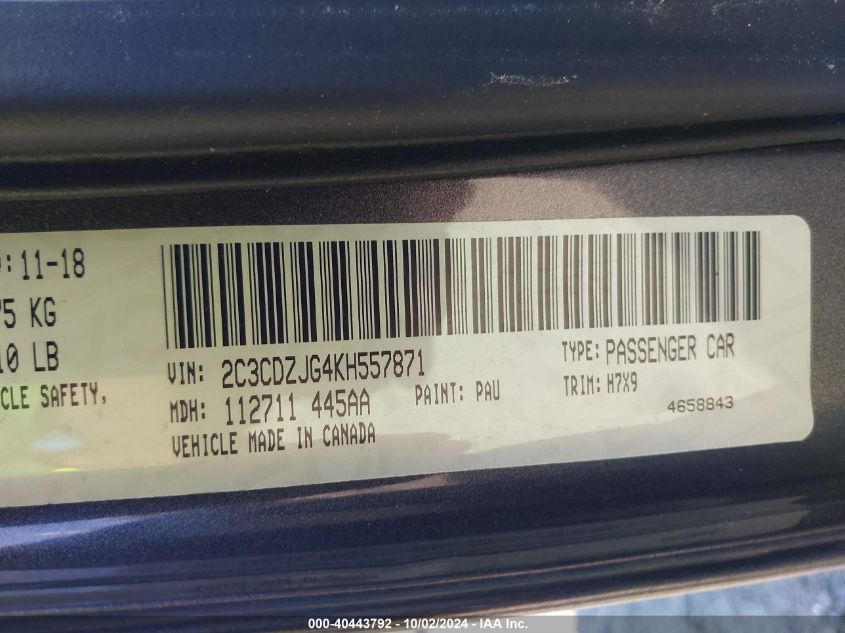 : 11-18
75 KG
10 LB
CLE SAFETY,
VIN: 2C3CDZJG4KH557871
TYPE: PASSENGER CAR
MDH: 112711 445AA
PAINT: PAU
TRIM: H7X9
VEHICLE MADE IN CANADA
4658843
000-40443792 - 10/02/2024 - IAA Inc.